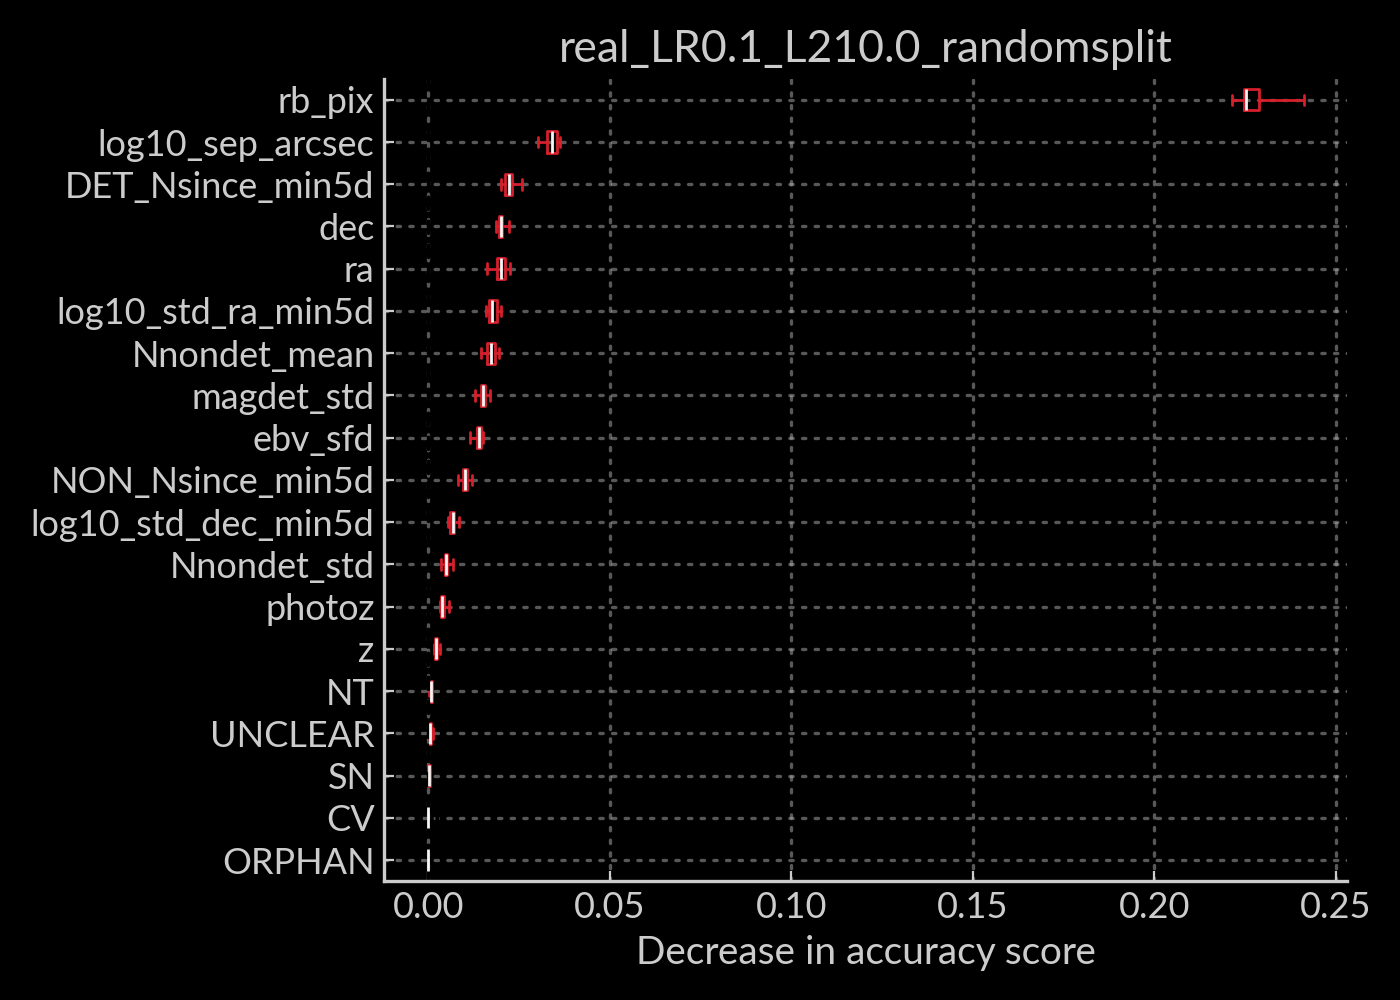 real_LR0.1_L210.0_randomsplit
rb_pix
log10_sep_arcsec
DET_Nsince_min5d
dec
ra
log10_std_ra_min5d
Nnondet_mean
magdet_std
ebv_sfd
NON_Nsince_min5d
log10_std_dec_min5d
Nnondet_std
photoz
z
NT
UNCLEAR
SN
CV
ORPHAN
0.00 0.05 0.10 0.15 0.20 0.25
Decrease in accuracy score